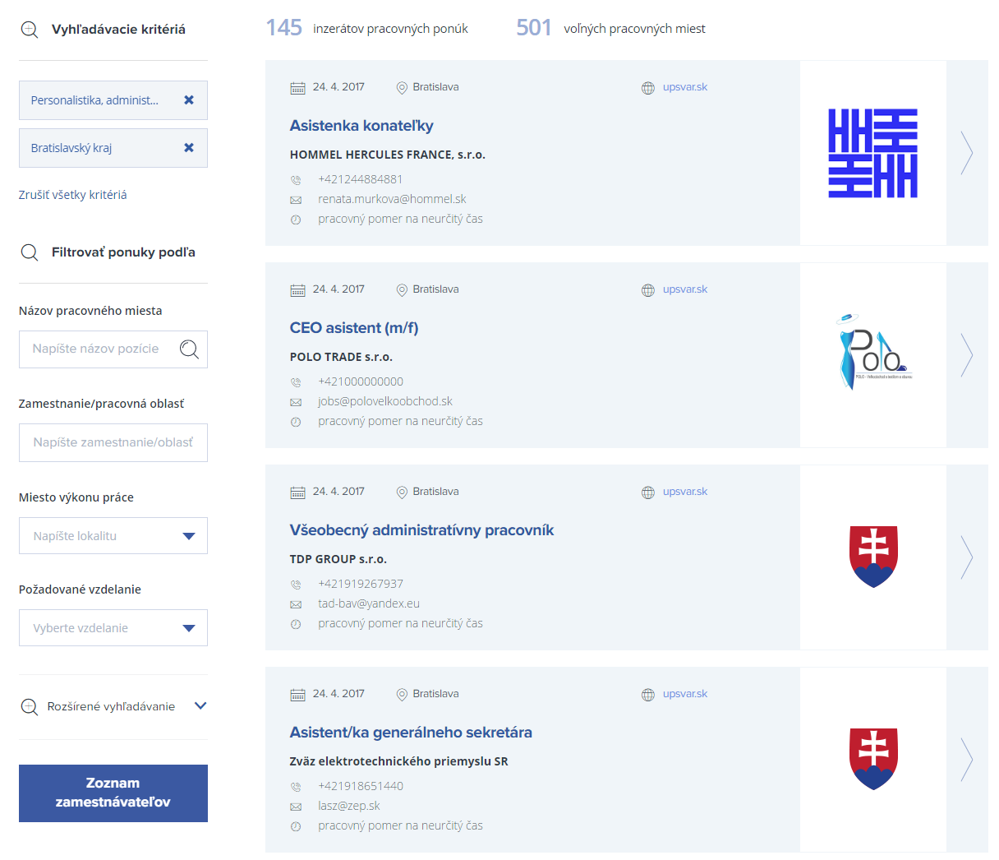 Vyhľadávacie kritériá
Personalistika, administ...
Bratislavský kraj
Zrušiť všetky kritériá
Filtrovať ponuky podľa
Názov pracovného miesta
Napíšte názov pozície
Zamestnanie/pracovná oblasť
Napíšte zamestnanie/oblasť
Miesto výkonu práce
Napíšte lokalitu
Požadované vzdelanie
Vyberte vzdelanie
Rozšírené vyhľadávanie
Zoznam
zamestnávateľov
145 inzerátov pracovných ponúk 501 voľných pracovných miest
24. 4. 2017 Bratislava upsvar.sk
Asistenka konateľky
HOMMEL HERCULES FRANCE, s.r.o.
+421244884881
renata.murkova@hommel.sk
pracovný pomer na neurčitý čas
24. 4. 2017 Bratislava upsvar.sk
CEO asistent (m/f)
POLO TRADE s.r.o.
+421000000000
jobs@polovelkoobchod.sk
pracovný pomer na neurčitý čas
Polo
POLO - Veľkoobchod s textilom a obuvou
24. 4. 2017 Bratislava upsvar.sk
Všeobecný administratívny pracovník
TDP GROUP s.r.o.
+421919267937
tad-bav@yandex.eu
pracovný pomer na neurčitý čas
24. 4. 2017 Bratislava upsvar.sk
Asistent/ka generálneho sekretára
Zväz elektrotechnického priemyslu SR
+421918651440
lasz@zep.sk
pracovný pomer na neurčitý čas